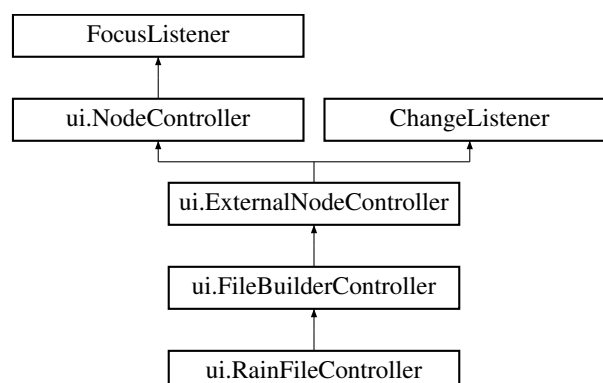 FocusListener
ui.NodeController
ChangeListener
ui.ExternalNodeController
ui.FileBuilderController
ui.RainFileController